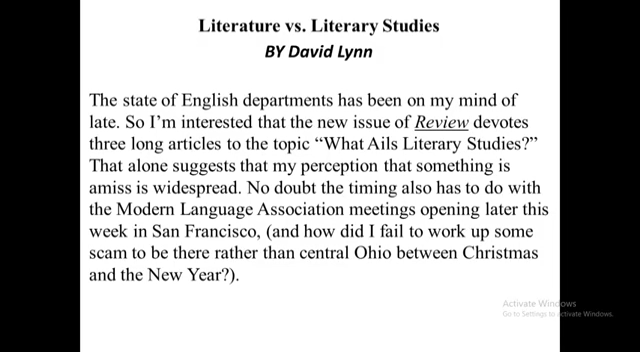 Literature vs. Literary Studies
BY David Lynn
The state of English departments has been on my mind of
late. So I’m interested that the new issue of Review devotes
three long articles to the topic “What Ails Literary Studies?”
That alone suggests that my perception that something is
amiss is widespread. No doubt the timing also has to do with
the Modern Language Association meetings opening later this
week in San Francisco, (and how did I fail to work up some
scam to be there rather than central Ohio between Christmas
and the New Year?).
Activate Windows
Go to Settings to activate Windows.